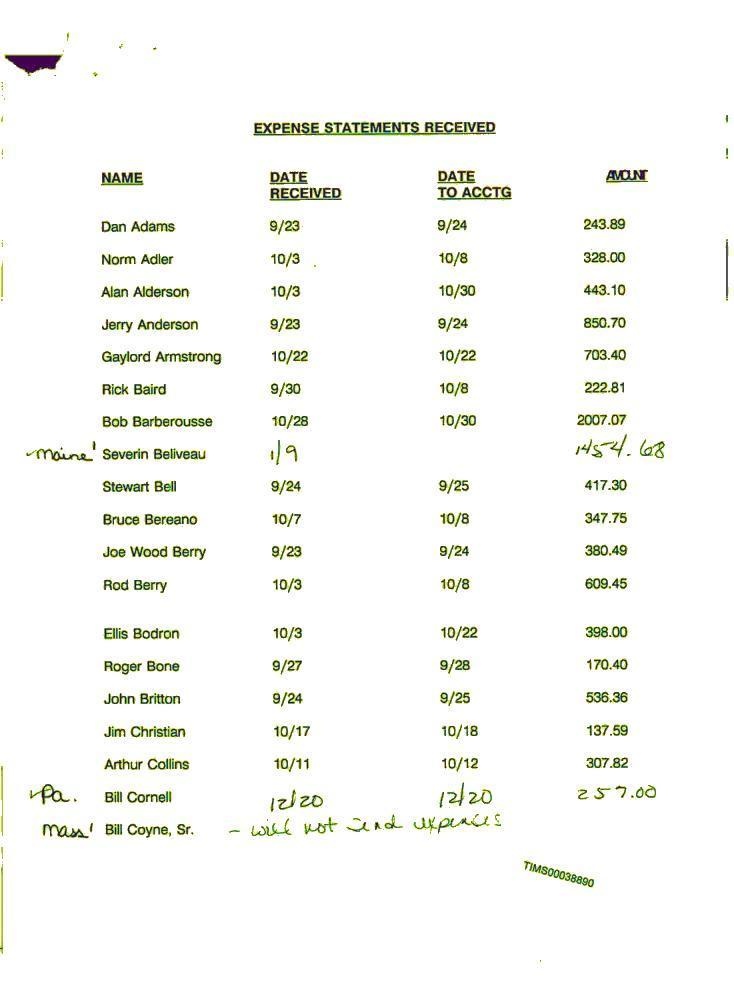 EXPENSE STATEMENTS RECEIVED
NAME DATE RECEIVED DATE TO ACCTG AMOUNT
Dan Adams 9/23 9/24 243.89
Norm Adler 10/3 10/8 328.00
Alan Alderson 10/3 10/30 443.10
Jerry Anderson 9/23 9/24 850.70
Gaylord Armstrong 10/22 10/22 703.40
Rick Baird 9/30 10/8 222.81
Bob Barberousse 10/28 10/30 2007.07
Maine Severin Beliveau 1/9 1454.68
Stewart Bell 9/24 9/25 417.30
Bruce Bereano 10/7 10/8 347.75
Joe Wood Berry 9/23 9/24 380.49
Rod Berry 10/3 10/8 609.45
Ellis Bodron 10/3 10/22 398.00
Roger Bone 9/27 9/28 170.40
John Britton 9/24 9/25 536.36
Jim Christian 10/17 10/18 137.59
Arthur Collins 10/11 10/12 307.82
Pa. Bill Cornell 12/20 12/20 257.00
Mass Bill Coyne, Sr. - will not send expenses
TIMS00038890